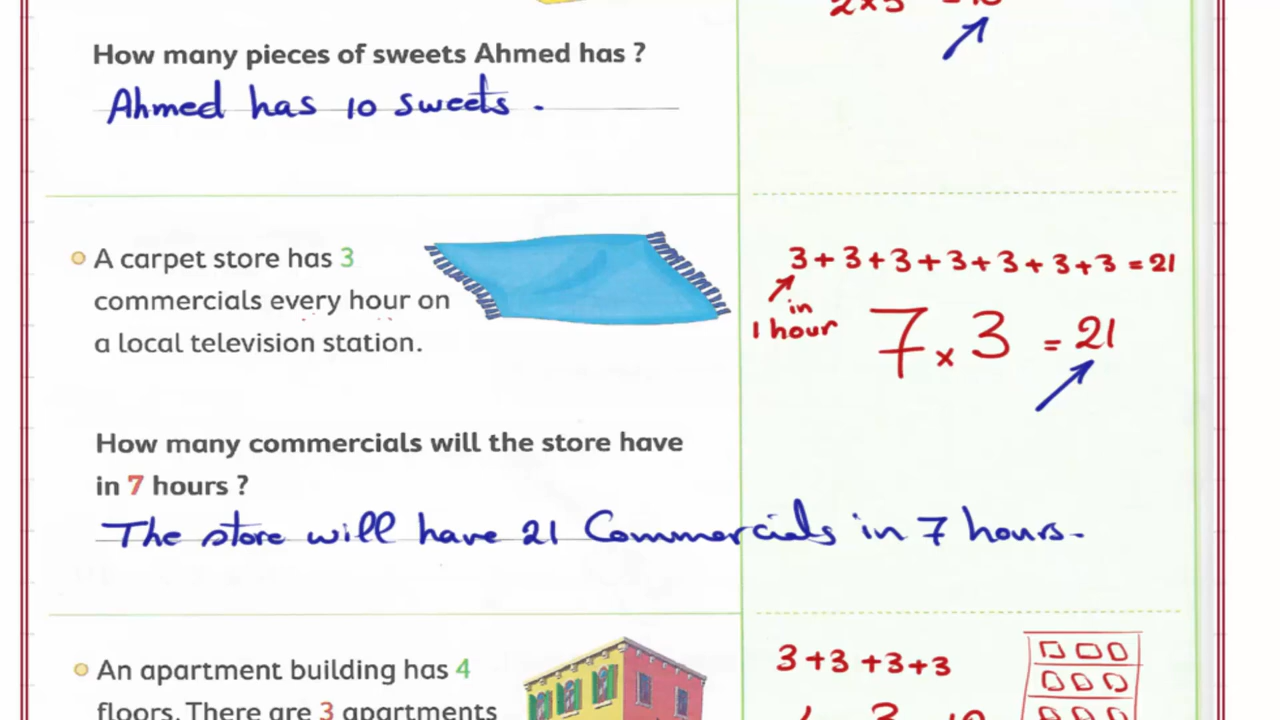 How many pieces of sweets Ahmed has ?
Ahmed has 10 sweets .
A carpet store has 3
commercials every hour on
a local television station.
3+3+3+3+3+3+3 = 21
in
1 hour
7 x 3 = 21
How many commercials will the store have
in 7 hours ?
The store will have 21 Commercials in 7 hours.
An apartment building has 4
floors. There are 3 apartments
3+3+3+3